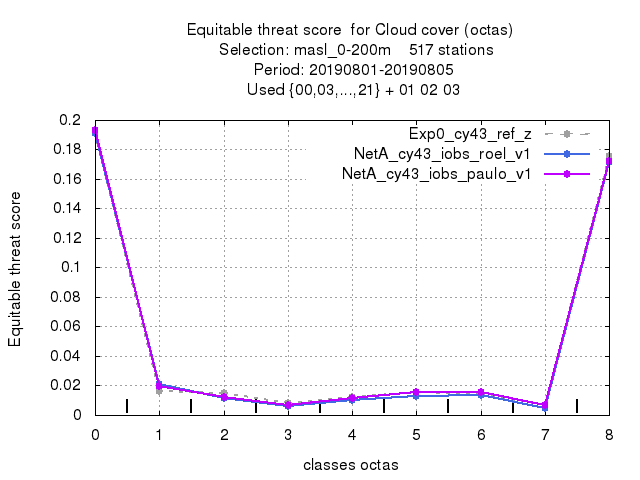 Equitable threat score  for Cloud cover (octas)
Selection: masl_0-200m    517 stations
Period: 20190801-20190805
Used {00,03,...,21} + 01 02 03
Exp0_cy43_ref_z
NetA_cy43_iobs_roel_v1
NetA_cy43_iobs_paulo_v1
Equitable threat score
0.2
0.18
0.16
0.14
0.12
0.1
0.08
0.06
0.04
0.02
0
0 1 2 3 4 5 6 7 8
classes octas